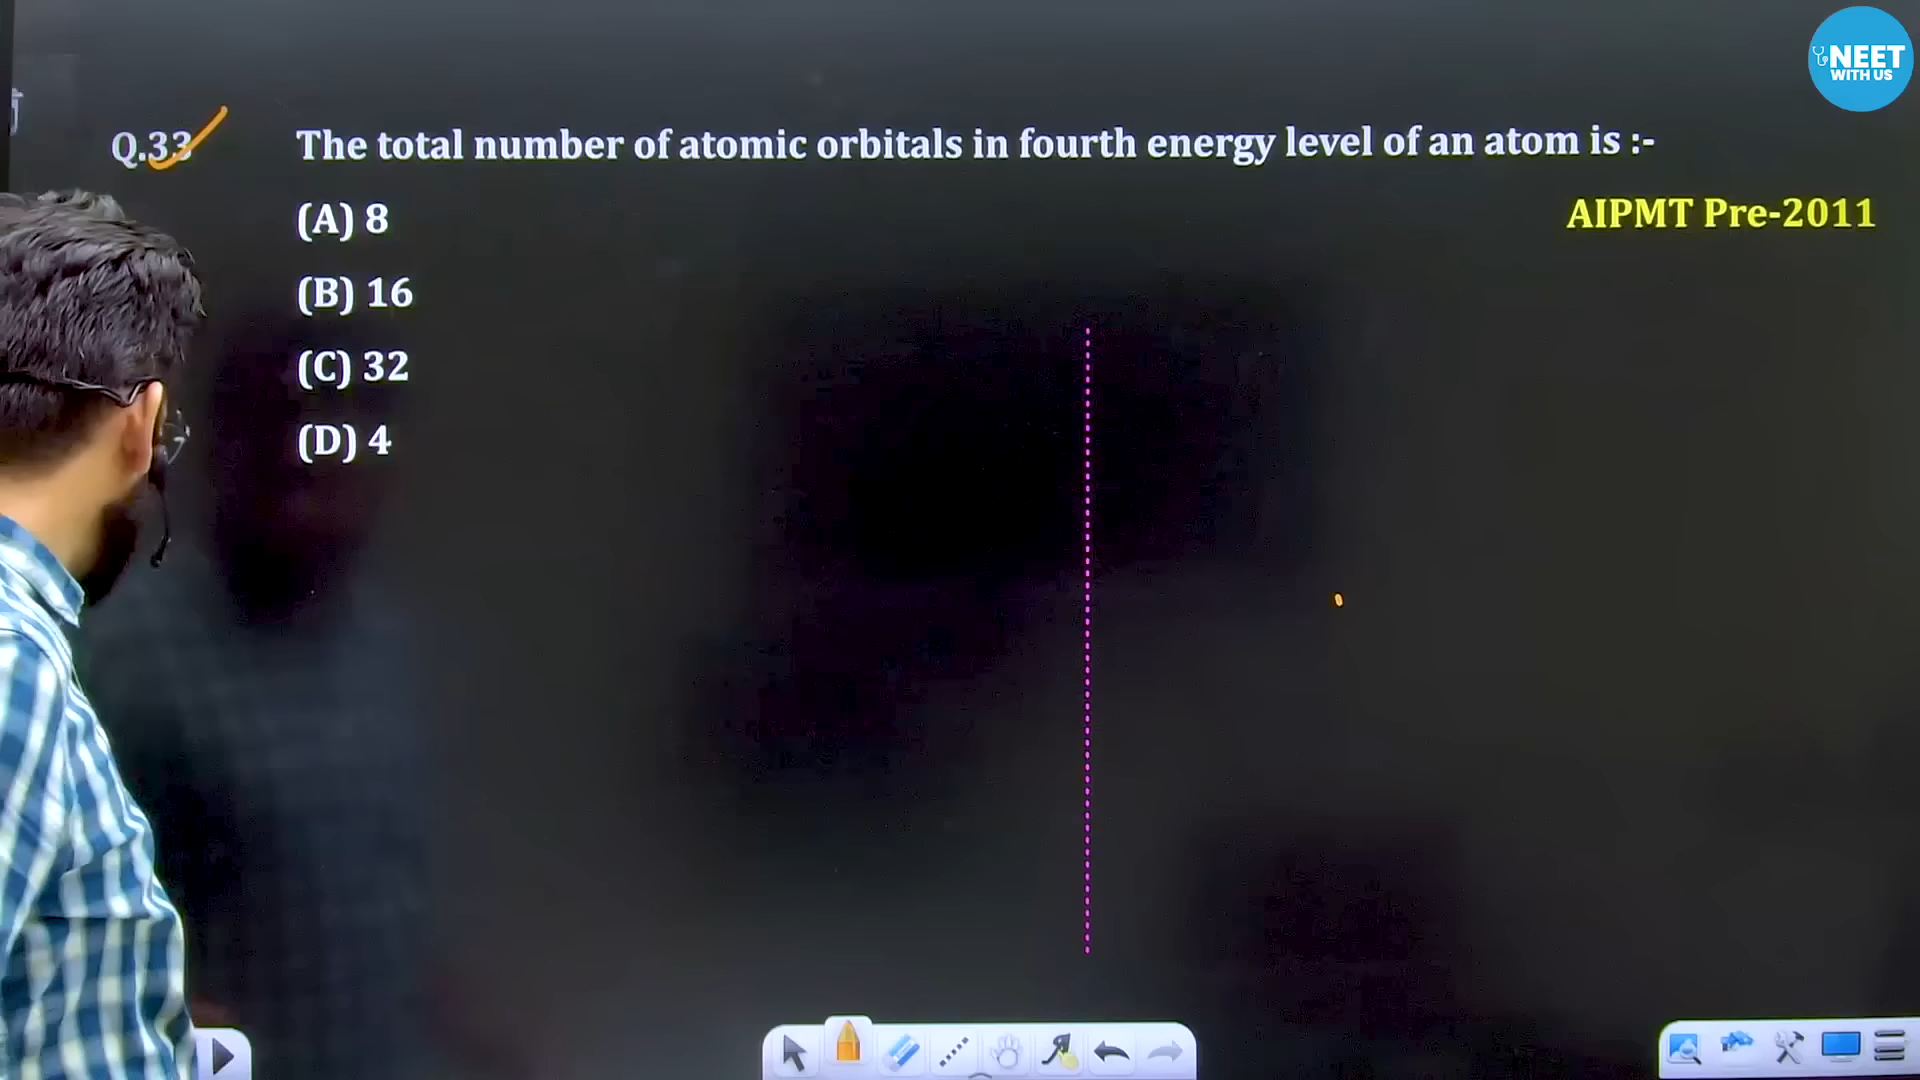 NEET
WITH US
Q.33 The total number of atomic orbitals in fourth energy level of an atom is :-
AIPMT Pre-2011
(A) 8
(B) 16
(C) 32
(D) 4